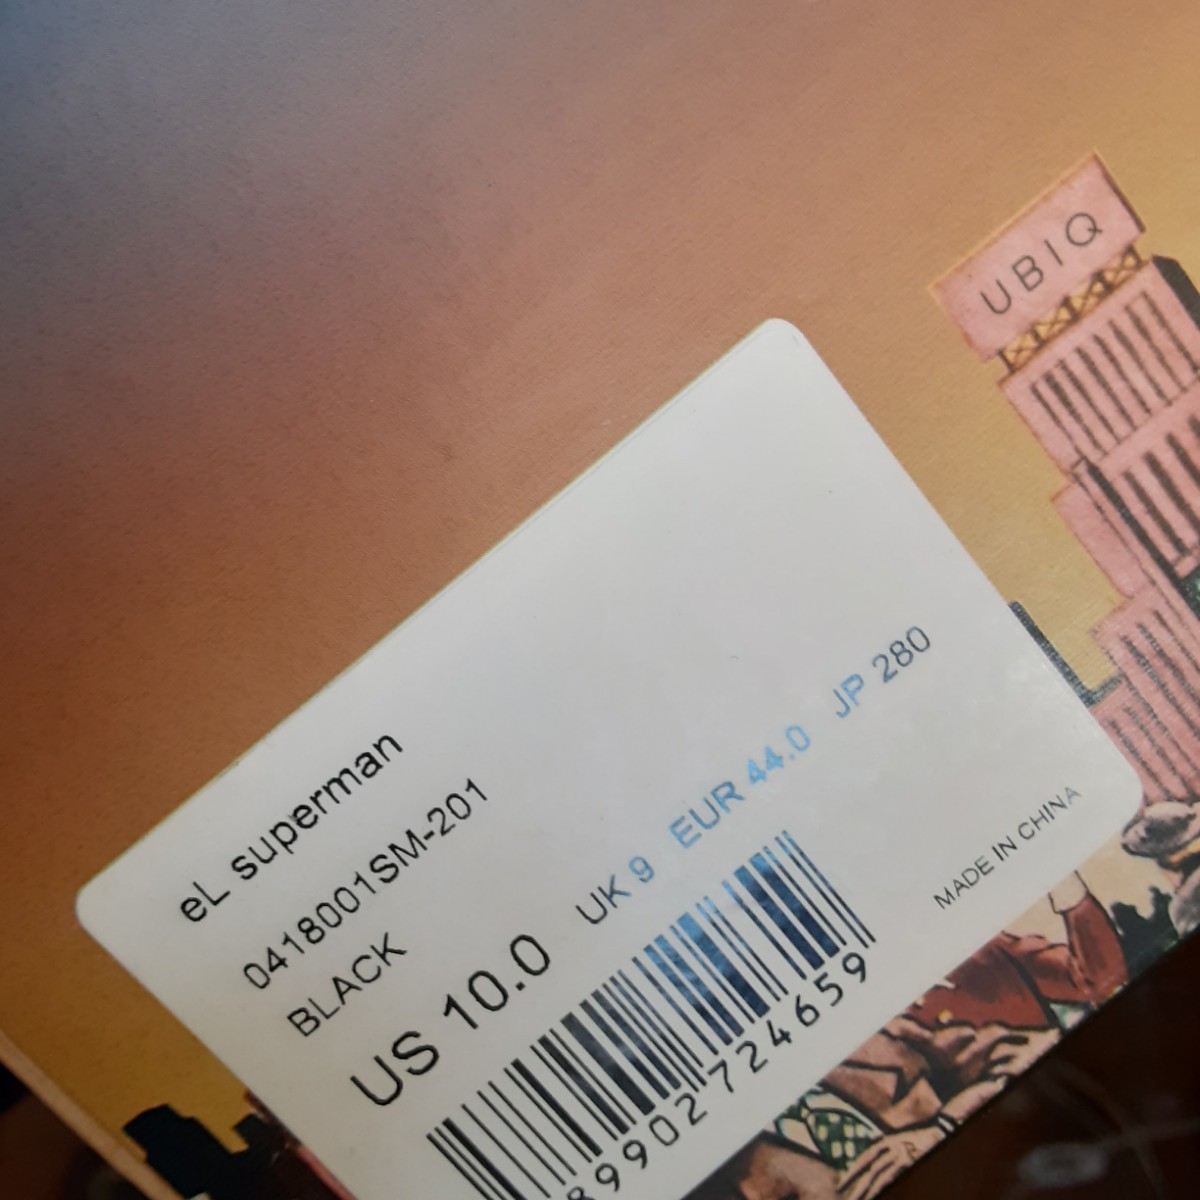 UBIQ
eL superman
0418001SM-201
BLACK
US 10.0 UK 9 EUR 44.0 JP 280
MADE IN CHINA
89902724659